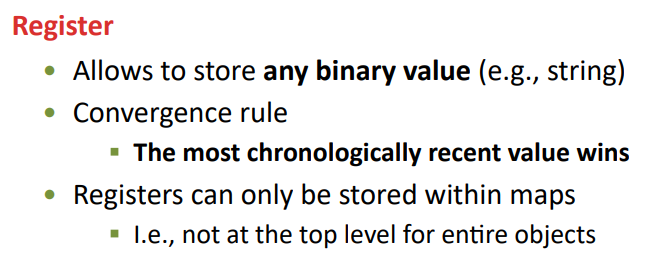 Register
• Allows to store any binary value (e.g., string)
• Convergence rule
▪ The most chronologically recent value wins
• Registers can only be stored within maps
▪ I.e., not at the top level for entire objects